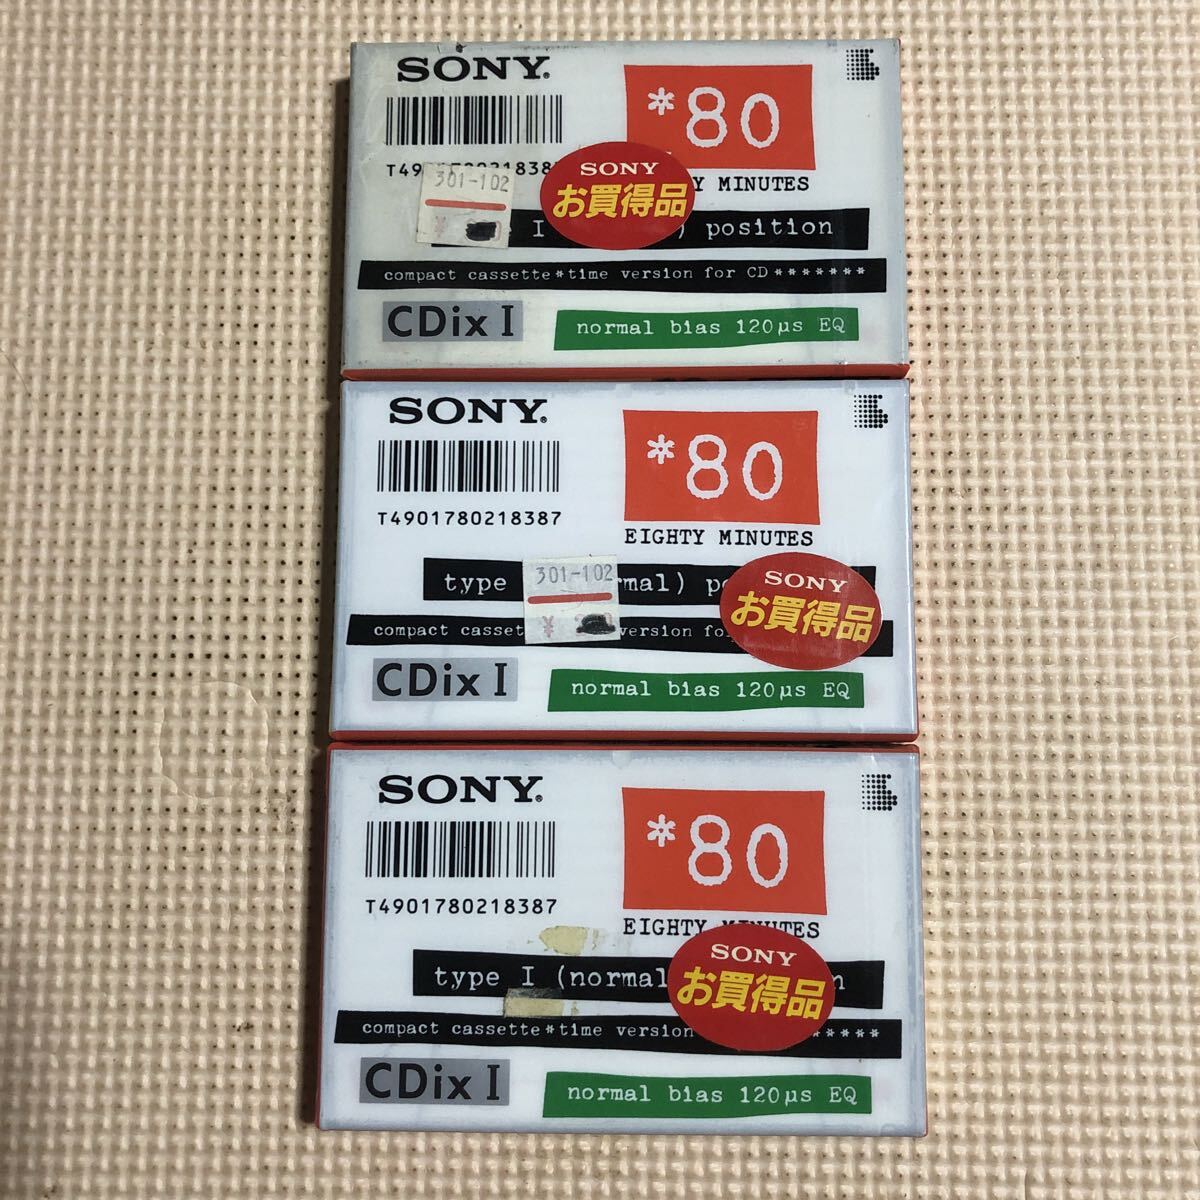 SONY.
*80
T49 0218387
301-102
¥
SONY
お買得品
MINUTES
I ) position
compact cassette*time version for CD*******
CDix I
normal bias 120µs EQ
SONY.
*80
T4901780218387
EIGHTY MINUTES
type rmal) po
301-102
¥
SONY
お買得品
compact casset version fo
CDix I
normal bias 120µs EQ
SONY.
*80
T4901780218387
EIGHTY MINUTES
SONY
お買得品
type I (normal n
compact cassette*time version *****
CDix I
normal bias 120µs EQ